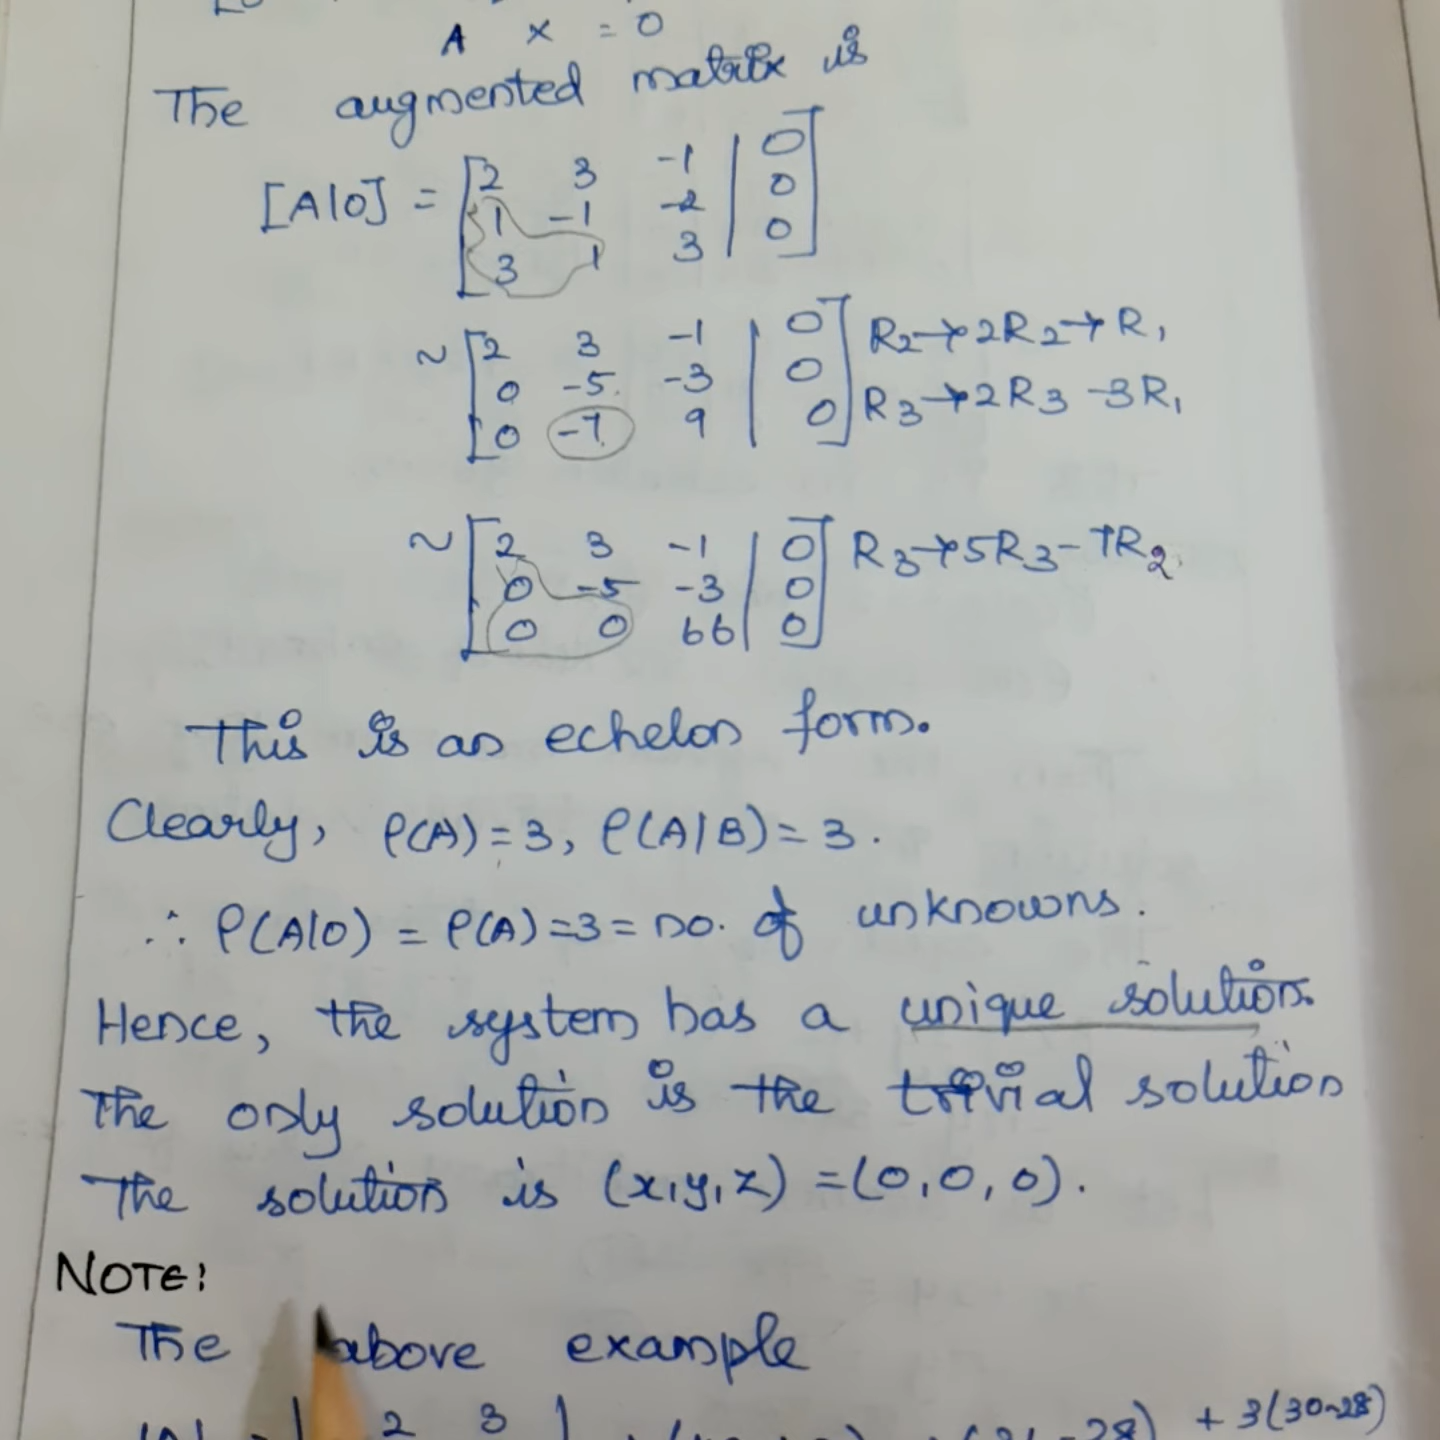 A x = 0
The augmented matrix is
[A|0] = [2 3 -1 | 0]
1 -1 -2 | 0
3 1 3 | 0
~ [2 3 -1 | 0] R2→2R2→R1
0 -5 -3 | 0
0 -7 9 | 0 R3→2R3-3R1
~ [2 3 -1 | 0] R3→5R3-7R2
0 -5 -3 | 0
0 0 66 | 0
This is an echelon form.
Clearly, ρ(A)=3, ρ(A|B)=3.
∴ ρ(A|0) = ρ(A)=3= no. of unknowns.
Hence, the system has a unique solution.
The only solution is the trivial solution
The solution is (x,y,z) =(0,0,0).
NOTE:
The above example
2 3 + 3(30-28)